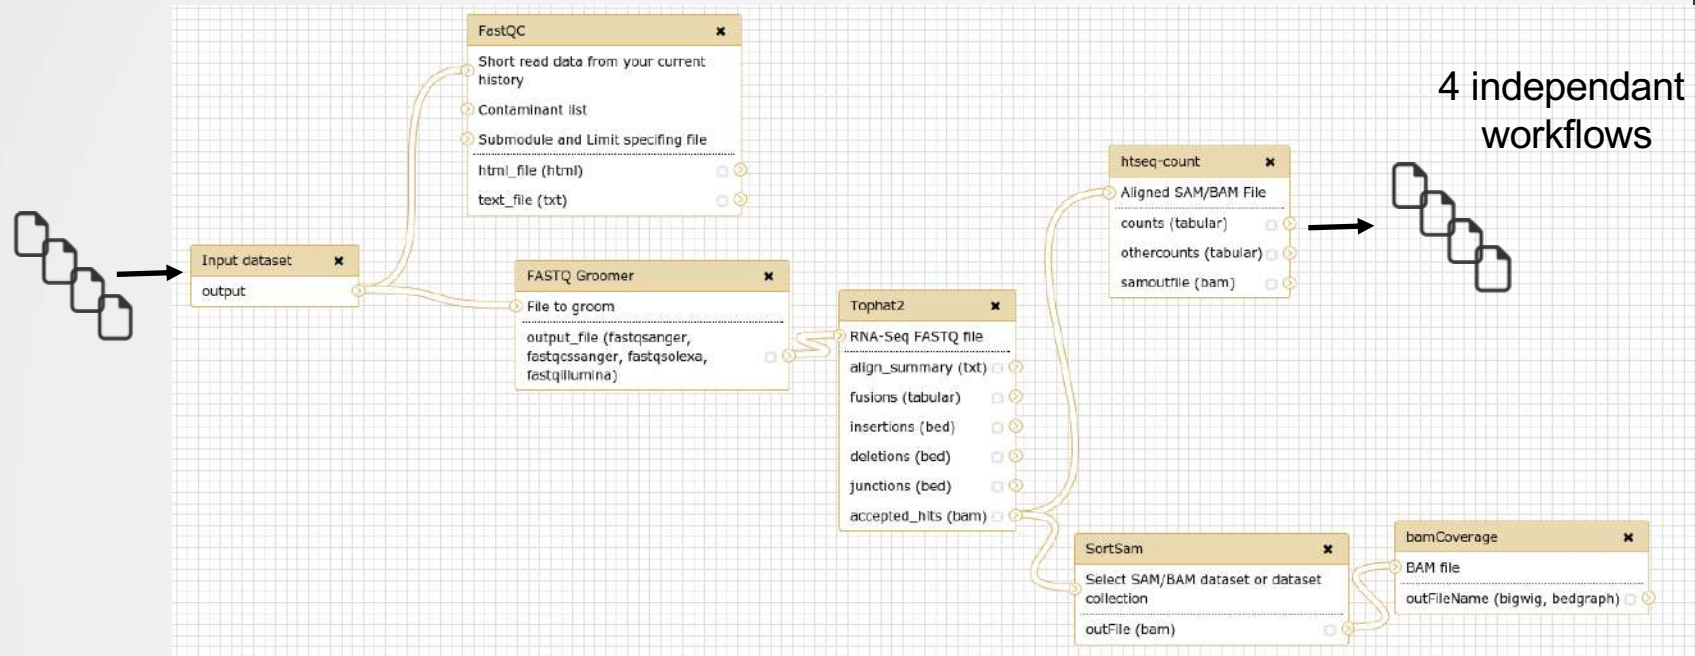 FastQC
Short read data from your current
history
Contaminant list
Submodule and Limit specifing file
html_file (html)
text_file (txt)
4 independant
workflows
Input dataset
output
FASTQ Groomer
File to groom
output_file (fastqsanger,
fastqcssanger, fastqsolexa,
fastqillumina)
Tophat2
RNA-Seq FASTQ file
align_summary (txt)
fusions (tabular)
insertions (bed)
deletions (bed)
junctions (bed)
accepted_hits (bam)
htseq-count
Aligned SAM/BAM File
counts (tabular)
othercounts (tabular)
samoutfile (bam)
SortSam
Select SAM/BAM dataset or dataset
collection
outFile (bam)
bamCoverage
BAM file
outFileName (bigwig, bedgraph)